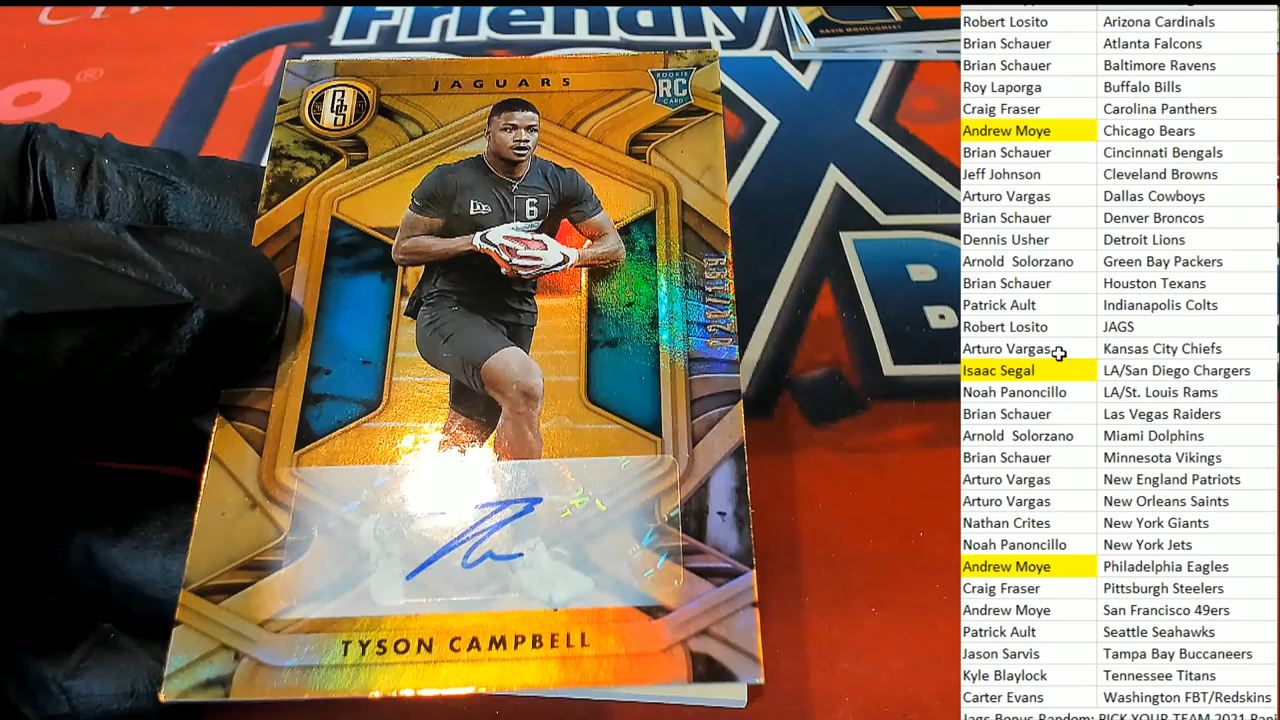 Friendly
DAVID MONTGOMERY
JAGUARS
ROOKIE
RC
CARD
GS
6
TYSON CAMPBELL
B
Robert Losito Arizona Cardinals
Brian Schauer Atlanta Falcons
Brian Schauer Baltimore Ravens
Roy Laporga Buffalo Bills
Craig Fraser Carolina Panthers
Andrew Moye Chicago Bears
Brian Schauer Cincinnati Bengals
Jeff Johnson Cleveland Browns
Arturo Vargas Dallas Cowboys
Brian Schauer Denver Broncos
Dennis Usher Detroit Lions
Arnold Solorzano Green Bay Packers
Brian Schauer Houston Texans
Patrick Ault Indianapolis Colts
Robert Losito JAGS
Arturo Vargas Kansas City Chiefs
Isaac Segal LA/San Diego Chargers
Noah Panoncillo LA/St. Louis Rams
Brian Schauer Las Vegas Raiders
Arnold Solorzano Miami Dolphins
Brian Schauer Minnesota Vikings
Arturo Vargas New England Patriots
Arturo Vargas New Orleans Saints
Nathan Crites New York Giants
Noah Panoncillo New York Jets
Andrew Moye Philadelphia Eagles
Craig Fraser Pittsburgh Steelers
Andrew Moye San Francisco 49ers
Patrick Ault Seattle Seahawks
Jason Sarvis Tampa Bay Buccaneers
Kyle Blaylock Tennessee Titans
Carter Evans Washington FBT/Redskins
Jags Bonus Random: PICK YOUR TEAM 2021